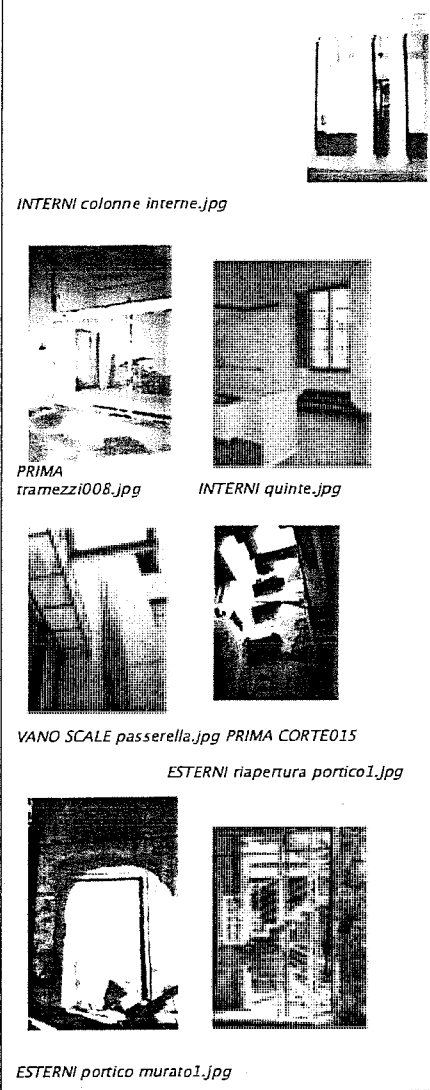 INTERNI colonne interne.jpg
PRIMA
tramezzi008.jpg
INTERNI quinte.jpg
VANO SCALE passerella.jpg PRIMA CORTE015
ESTERNI riapertura portico1.jpg
ESTERNI portico murato1.jpg